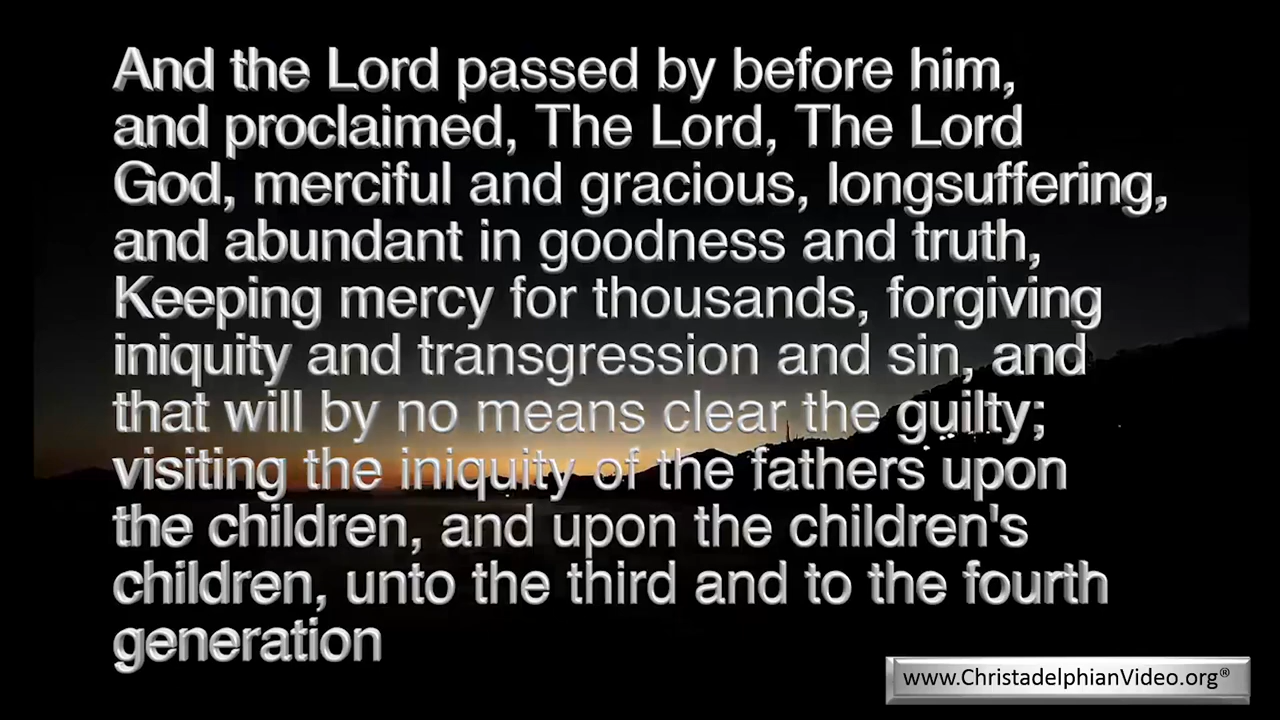 And the Lord passed by before him,
and proclaimed, The Lord, The Lord
God, merciful and gracious, longsuffering,
and abundant in goodness and truth,
Keeping mercy for thousands, forgiving
iniquity and transgression and sin, and
that will by no means clear the guilty;
visiting the iniquity of the fathers upon
the children, and upon the children's
children, unto the third and to the fourth
generation
www.ChristadelphianVideo.org®